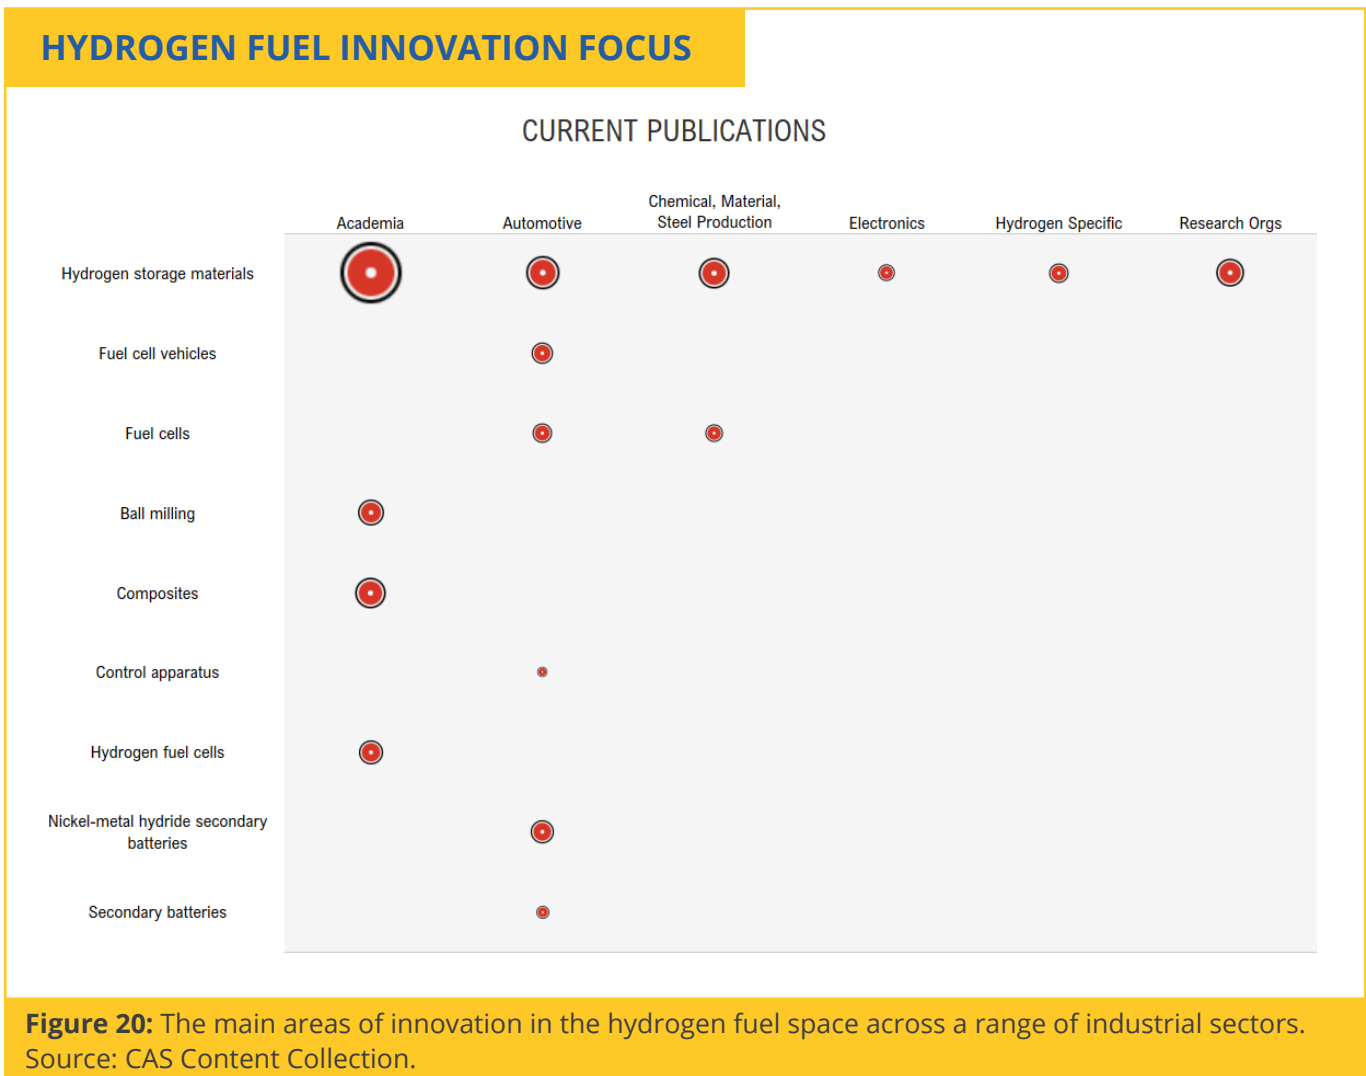 HYDROGEN FUEL INNOVATION FOCUS
CURRENT PUBLICATIONS
Academia
Automotive
Chemical, Material,
Steel Production
Electronics
Hydrogen Specific
Research Orgs
Hydrogen storage materials
Fuel cell vehicles
Fuel cells
Ball milling
Composites
Control apparatus
Hydrogen fuel cells
Nickel-metal hydride secondary
batteries
Secondary batteries
Figure 20: The main areas of innovation in the hydrogen fuel space across a range of industrial sectors.
Source: CAS Content Collection.